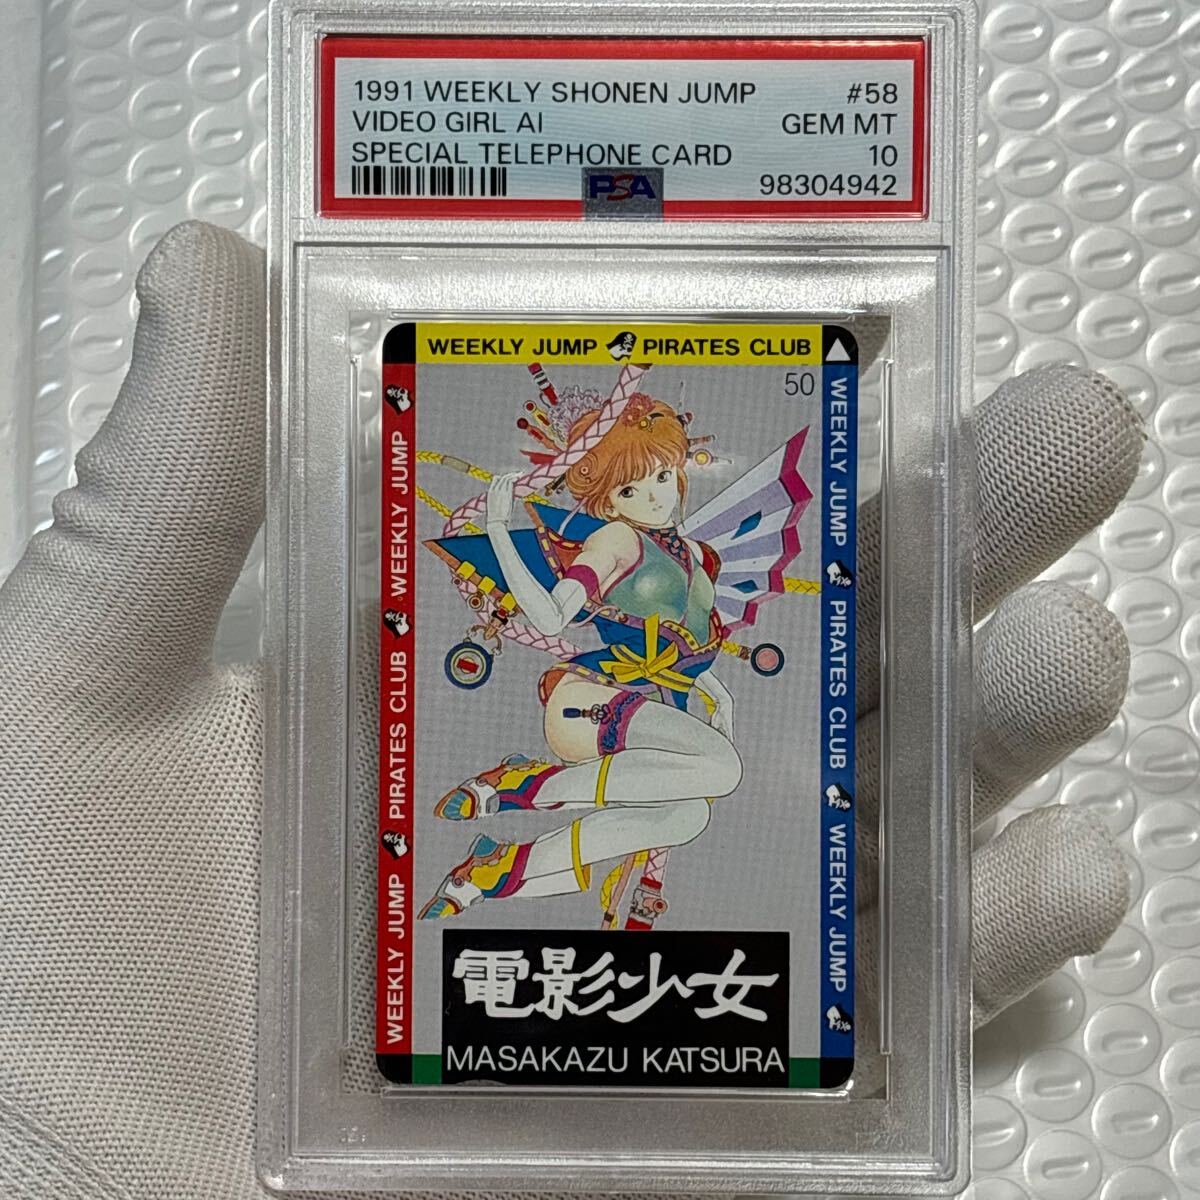 1991 WEEKLY SHONEN JUMP #58
VIDEO GIRL AI GEM MT
SPECIAL TELEPHONE CARD 10
PSA 98304942
WEEKLY JUMP PIRATES CLUB
50
WEEKLY JUMP PIRATES CLUB WEEKLY JUMP
WEEKLY JUMP PIRATES CLUB WEEKLY JUMP
電影少女
MASAKAZU KATSURA